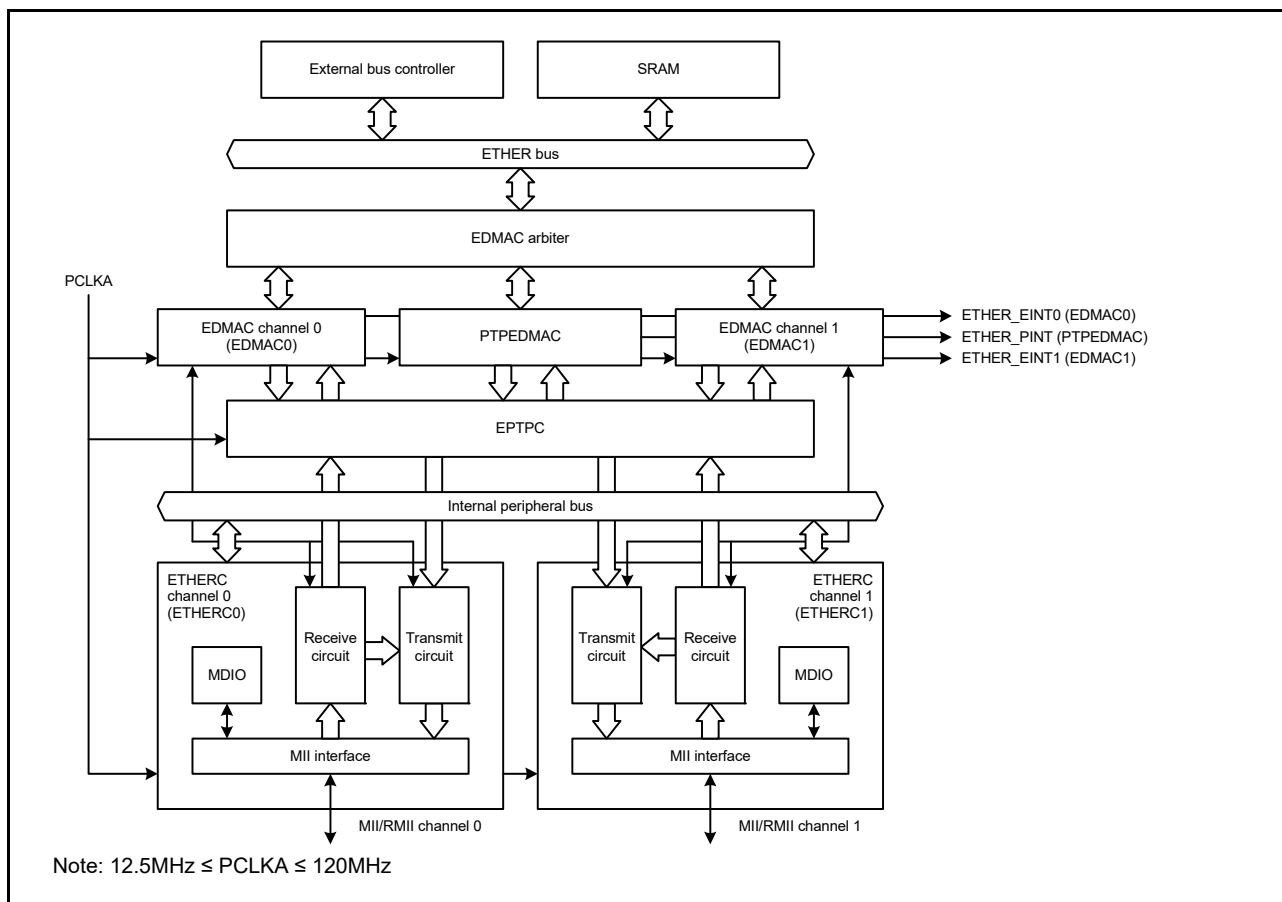 External bus controller
SRAM
ETHER bus
EDMAC arbiter
PCLKA
EDMAC channel 0
(EDMAC0)
PTPEDMAC
EDMAC channel 1
(EDMAC1)
ETHER_EINT0 (EDMAC0)
ETHER_PINT (PTPEDMAC)
ETHER_EINT1 (EDMAC1)
EPTPC
Internal peripheral bus
ETHERC
channel 0
(ETHERC0)
Receive
circuit
Transmit
circuit
MDIO
MII interface
MII/RMII channel 0
ETHERC
channel 1
(ETHERC1)
Transmit
circuit
Receive
circuit
MDIO
MII interface
MII/RMII channel 1
Note: 12.5MHz ≤ PCLKA ≤ 120MHz